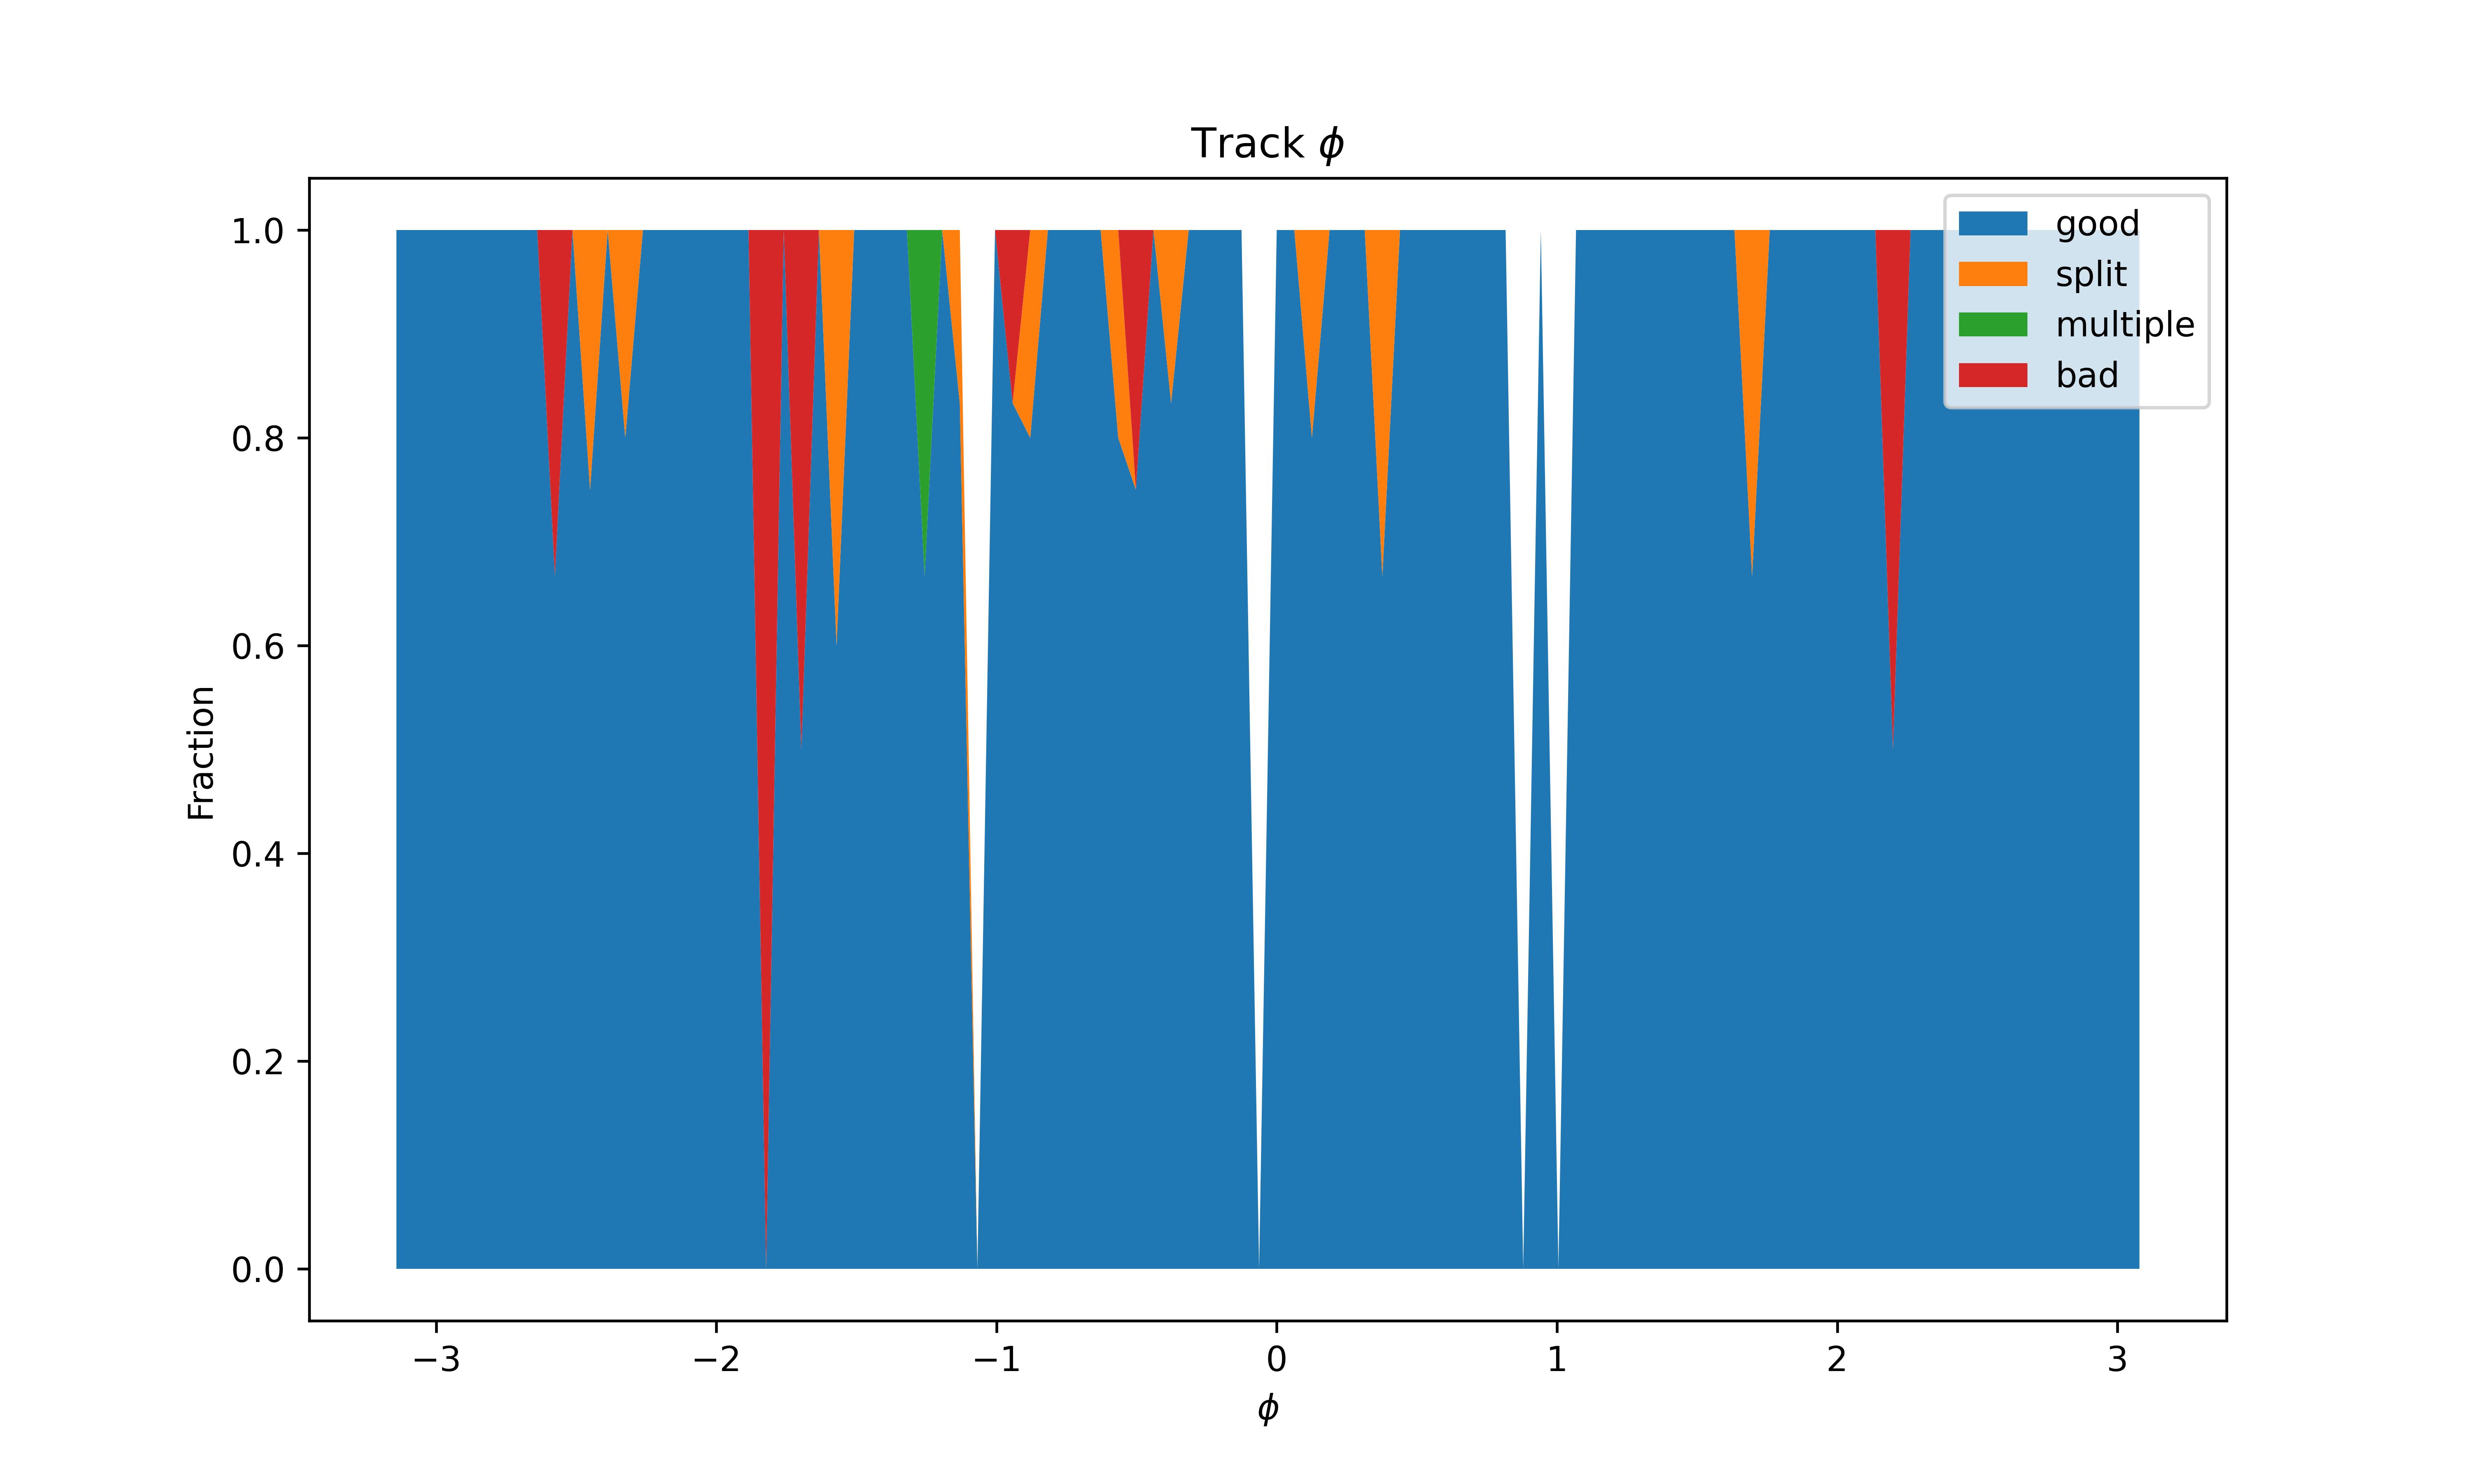 Track ϕ
1.0
0.8
0.6
0.4
0.2
0.0
Fraction
−3 −2 −1 0 1 2 3
ϕ
good
split
multiple
bad